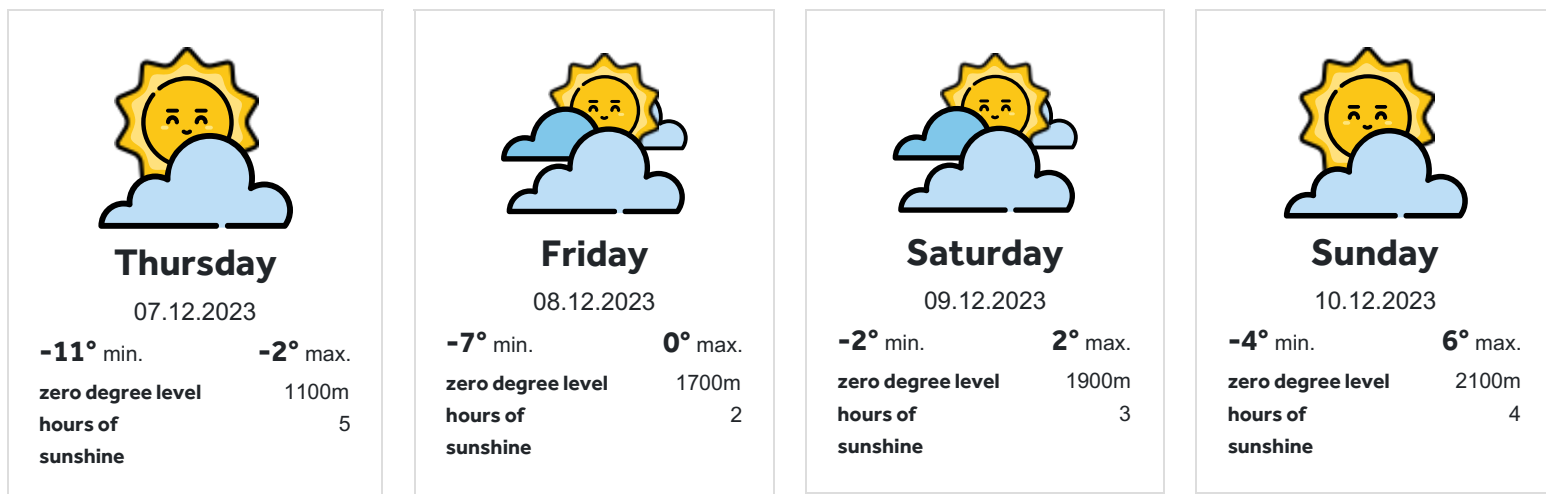 Thursday
07.12.2023
-11° min. -2° max.
zero degree level 1100m
hours of 5
sunshine
Friday
08.12.2023
-7° min. 0° max.
zero degree level 1700m
hours of 2
sunshine
Saturday
09.12.2023
-2° min. 2° max.
zero degree level 1900m
hours of 3
sunshine
Sunday
10.12.2023
-4° min. 6° max.
zero degree level 2100m
hours of 4
sunshine